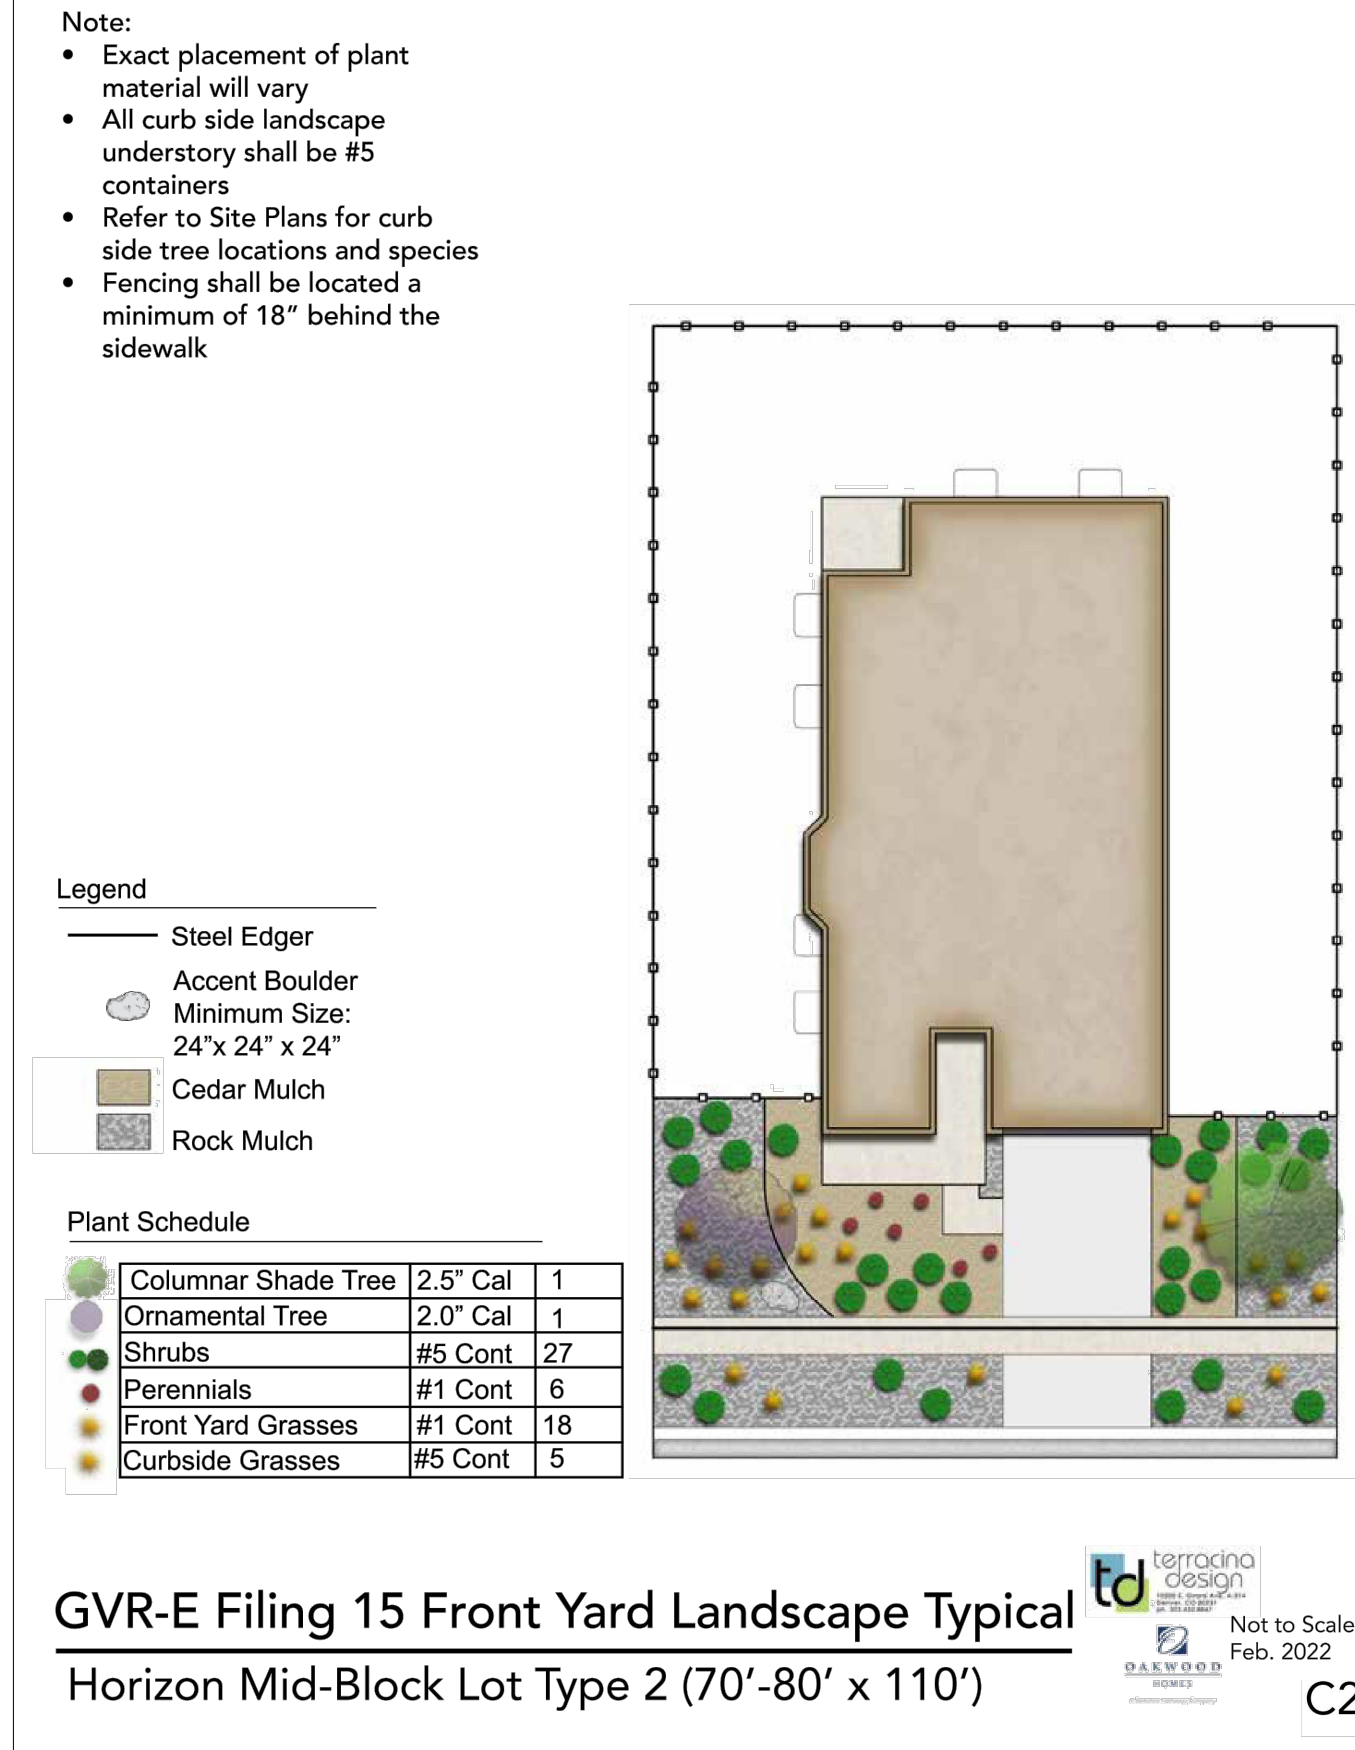 Note:
• Exact placement of plant
material will vary
• All curb side landscape
understory shall be #5
containers
• Refer to Site Plans for curb
side tree locations and species
• Fencing shall be located a
minimum of 18” behind the
sidewalk
Legend
Steel Edger
Accent Boulder
Minimum Size:
24”x 24” x 24”
Cedar Mulch
Rock Mulch
Plant Schedule
Columnar Shade Tree 2.5” Cal 1
Ornamental Tree 2.0” Cal 1
Shrubs #5 Cont 27
Perennials #1 Cont 6
Front Yard Grasses #1 Cont 18
Curbside Grasses #5 Cont 5
GVR-E Filing 15 Front Yard Landscape Typical
Horizon Mid-Block Lot Type 2 (70’-80’ x 110’)
td terracina
design
OAKWOOD
HOMES
Not to Scale
Feb. 2022
C2